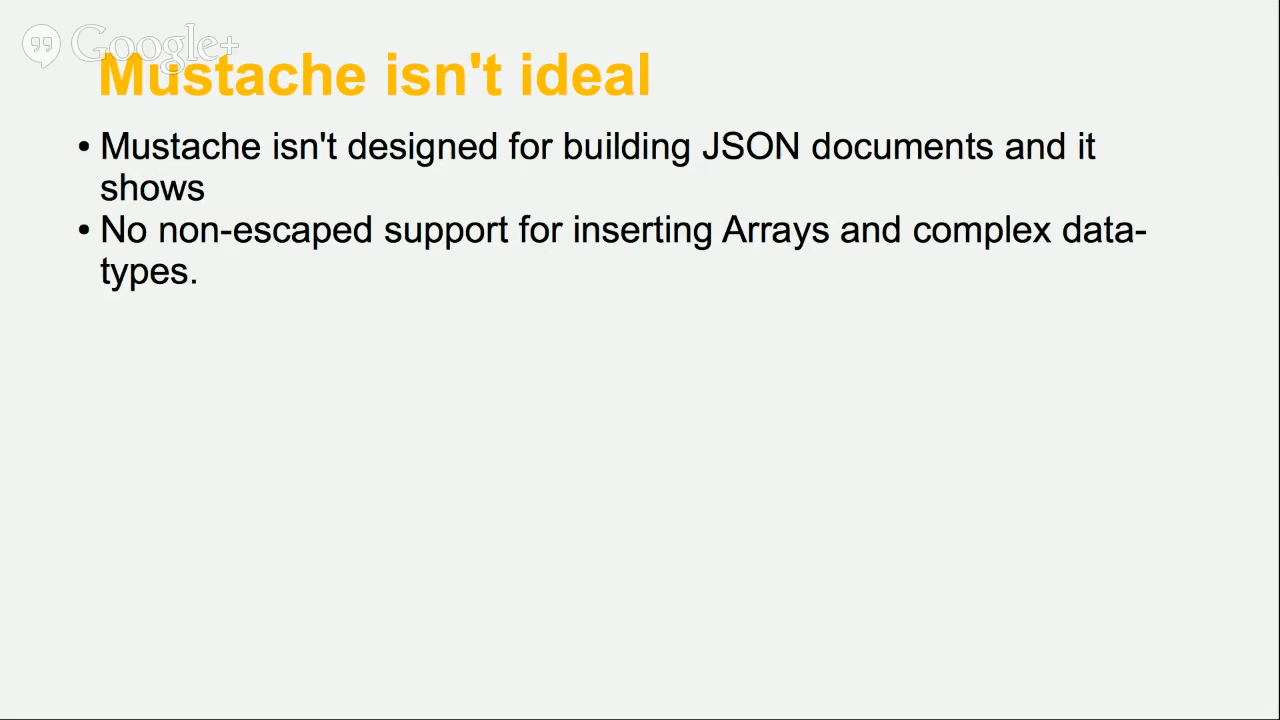 Google+
Mustache isn't ideal
• Mustache isn't designed for building JSON documents and it
shows
• No non-escaped support for inserting Arrays and complex data-
types.